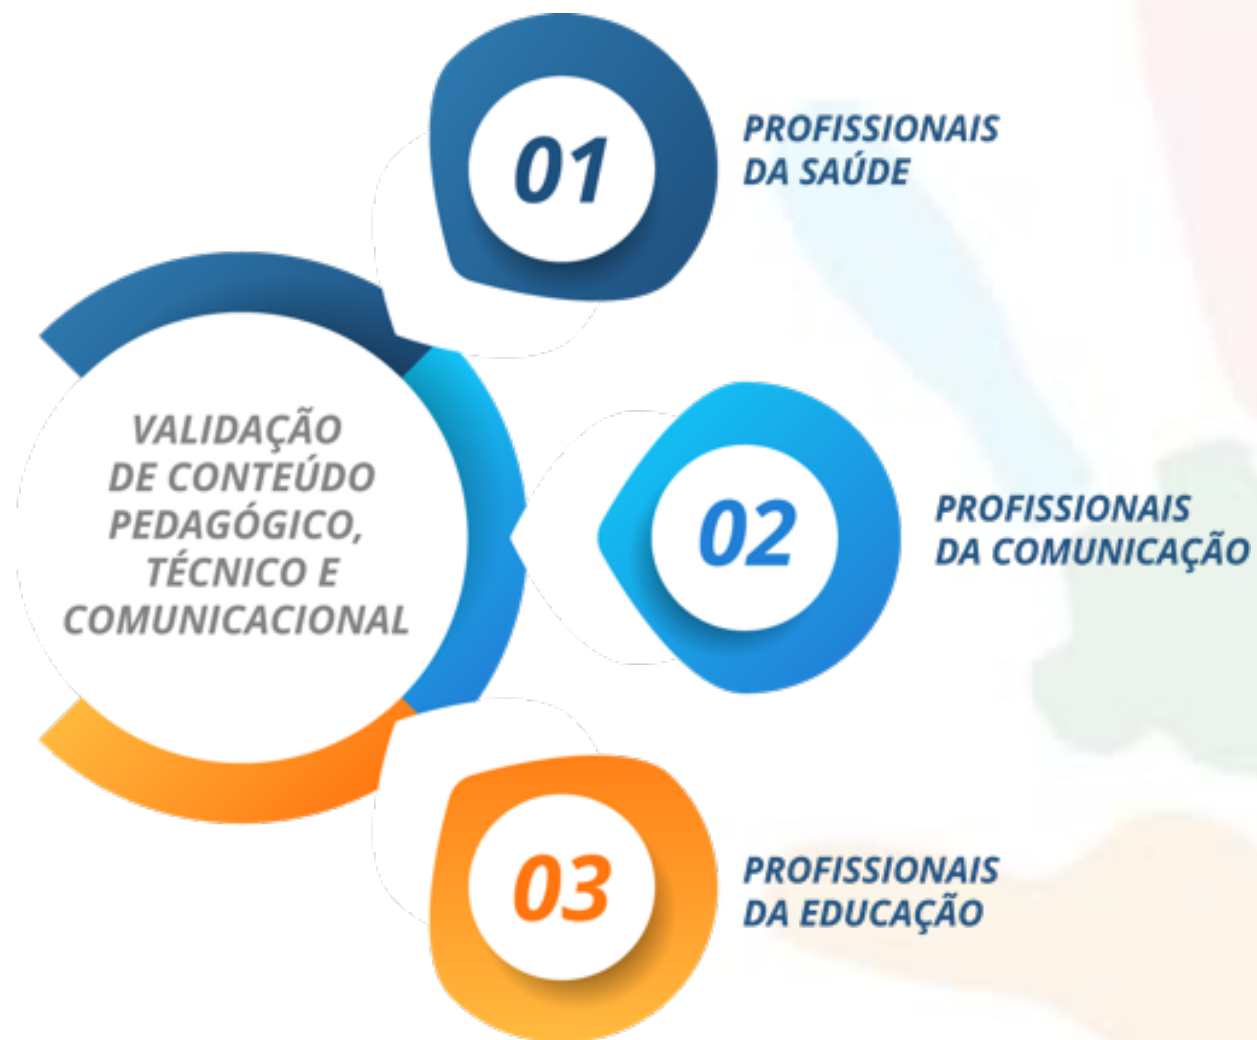 VALIDAÇÃO
DE CONTEÚDO
PEDAGÓGICO,
TÉCNICO E
COMUNICACIONAL
01
PROFISSIONAIS
DA SAÚDE
02
PROFISSIONAIS
DA COMUNICAÇÃO
03
PROFISSIONAIS
DA EDUCAÇÃO